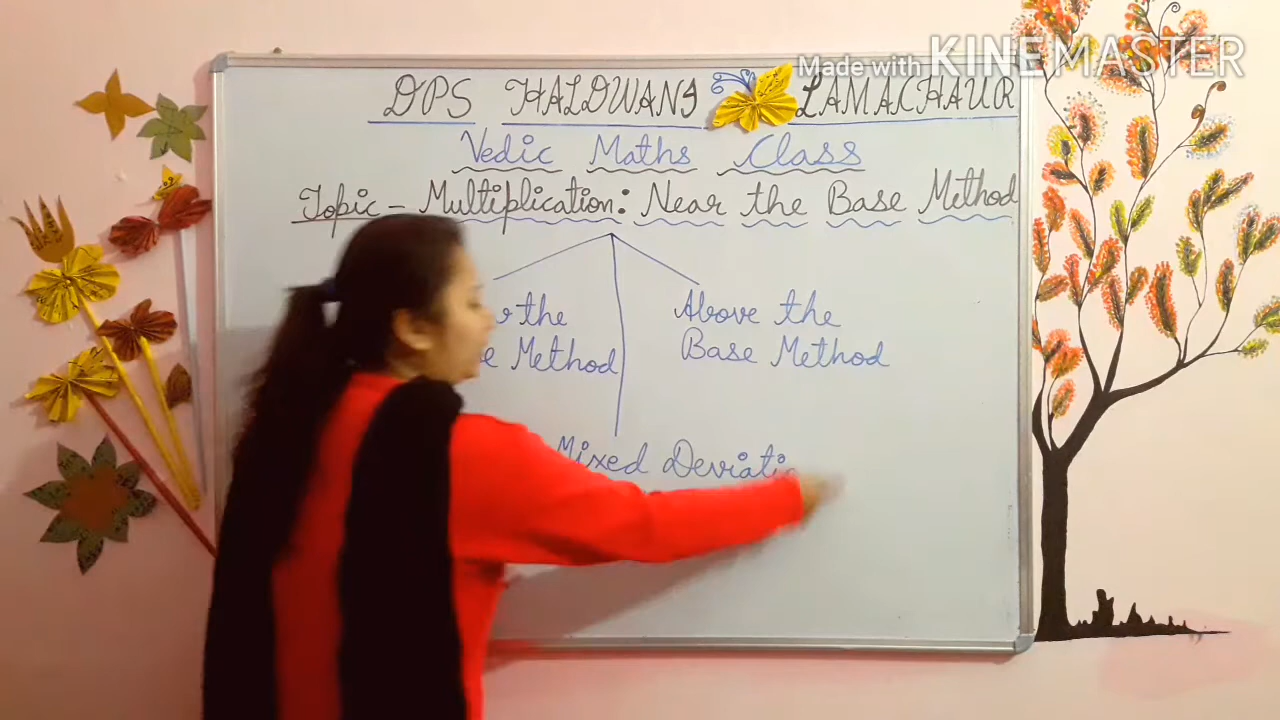 Made with KINEMASTER
DPS HALDWANI LAMACHAUR
Vedic Maths Class
Topic - Multiplication: Near the Base Method
the
Method
Above the
Base Method
Mixed Deviati